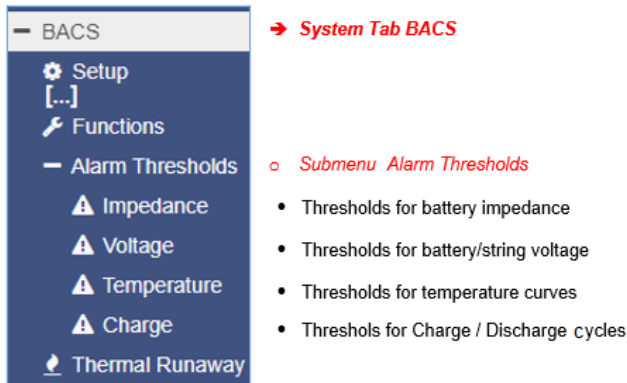 BACS ➔ System Tab BACS
Setup
[...]
Functions
Alarm Thresholds o Submenu Alarm Thresholds
Impedance • Thresholds for battery impedance
Voltage • Thresholds for battery/string voltage
Temperature • Thresholds for temperature curves
Charge • Threshols for Charge / Discharge cycles
Thermal Runaway